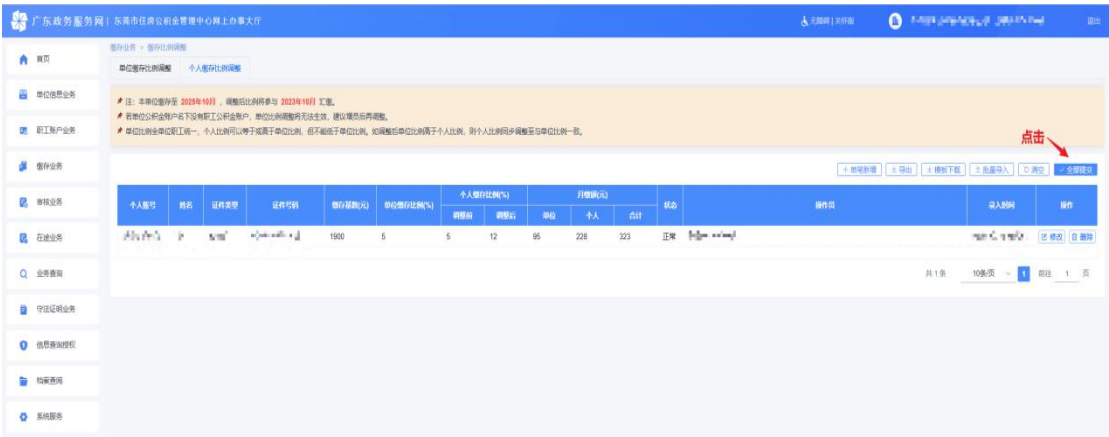 广东政务服务网 | 东莞市住房公积金管理中心网上办事大厅
无障碍 | 关怀版
退出
首页
单位信息业务
职工账户业务
缴存业务
审核业务
在途业务
业务查询
守法证明业务
信息查询授权
档案查阅
系统服务
缴存业务 > 缴存比例调整
单位缴存比例调整 个人缴存比例调整
注：本单位缴存至 2025年10月 ，调整后比例将参与 2023年10月 汇缴。
若单位公积金账户名下没有职工公积金账户，单位比例调整将无法生效，建议增员后再调整。
单位比例全单位职工统一，个人比例可以等于或高于单位比例，但不能低于单位比例。如调整后单位比例高于个人比例，则个人比例同步调整至与单位比例一致。
点击
+ 单笔新增 导出 模板下载 批量导入 清空 全部提交
个人账号 姓名 证件类型 证件号码 缴存基数(元) 单位缴存比例(%) 个人缴存比例(%) 月缴额(元) 状态 操作员 录入时间 操作
调整前 调整后 单位 个人 合计
1900 5 5 12 95 228 323 正常 修改 删除
共 1 条 10条/页 1 前往 1 页